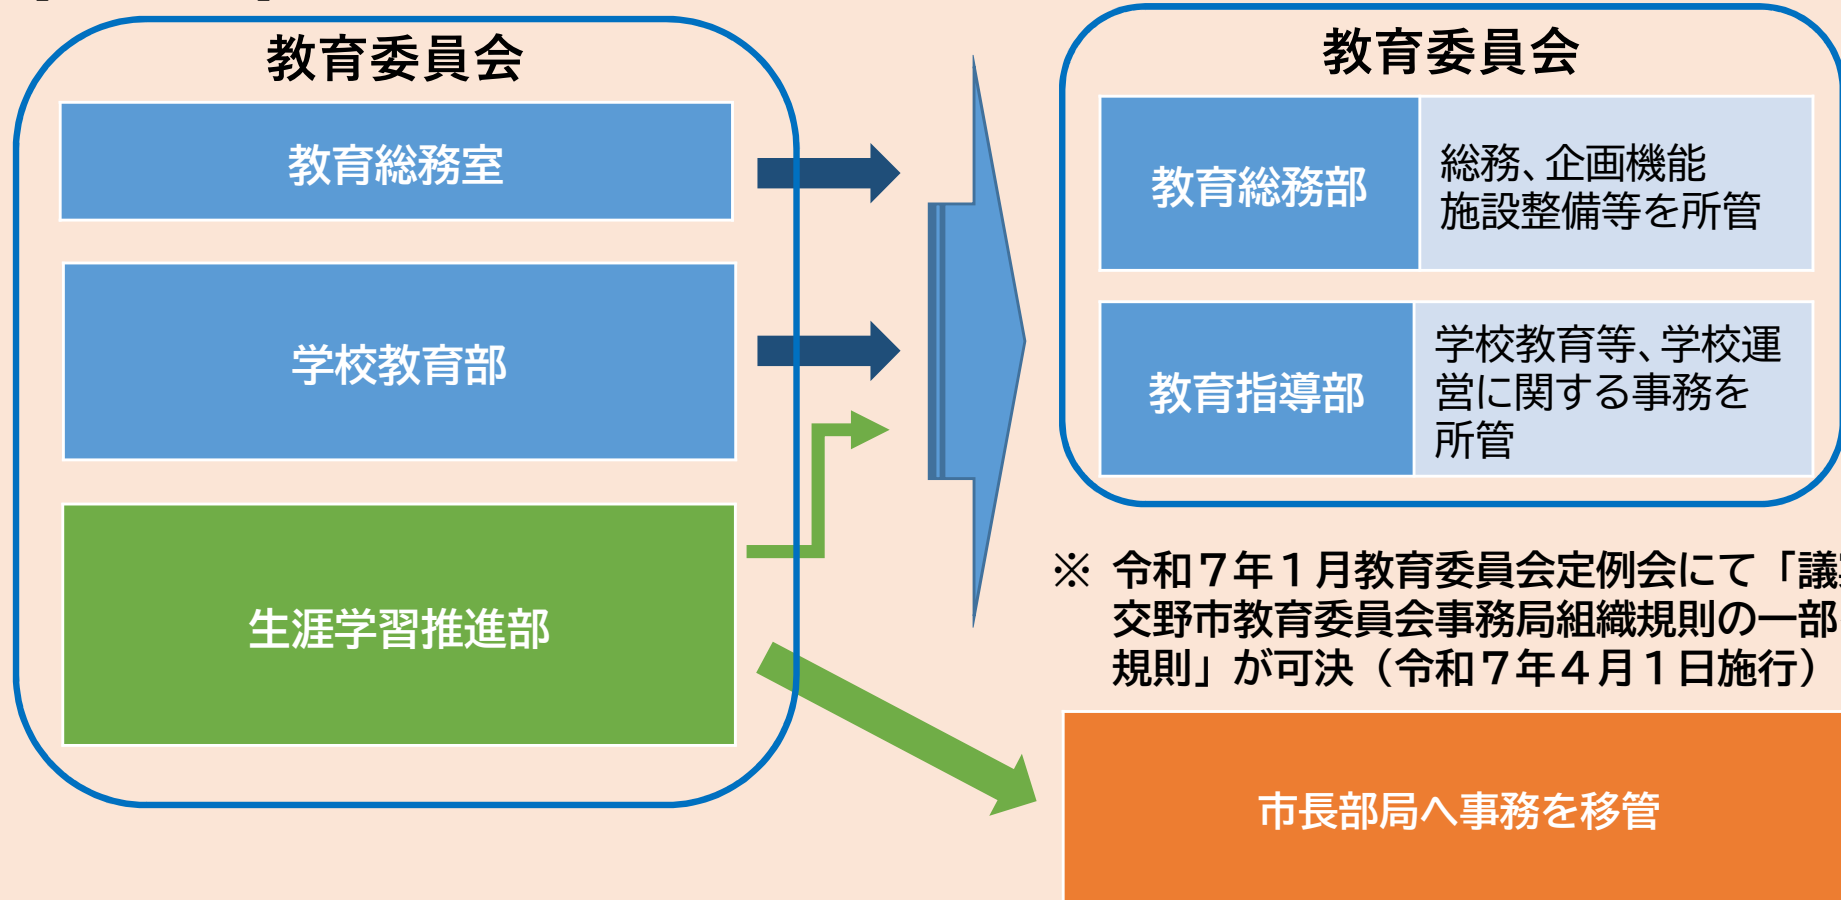 教育委員会
教育総務室
学校教育部
生涯学習推進部
教育委員会
教育総務部
総務、企画機能
施設整備等を所管
教育指導部
学校教育等、学校運
営に関する事務を
所管
※ 令和7年1月教育委員会定例会にて「議
交野市教育委員会事務局組織規則の一部
規則」が可決（令和7年4月1日施行）
市長部局へ事務を移管